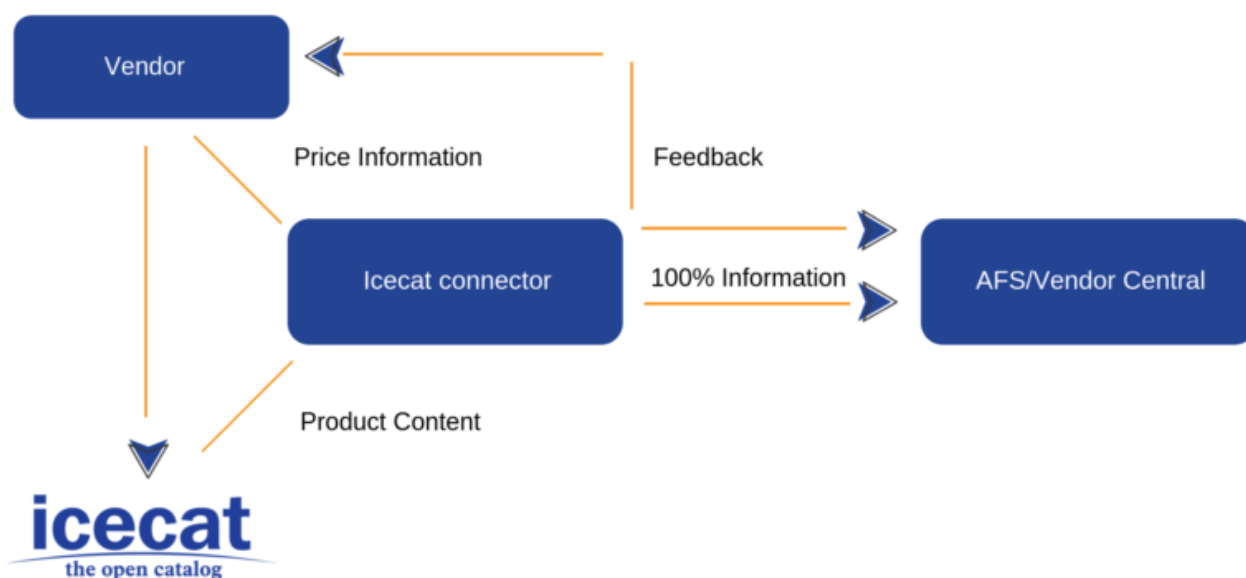 Vendor
Price Information
Feedback
Icecat connector
100% Information
AFS/Vendor Central
Product Content
icecat
the open catalog